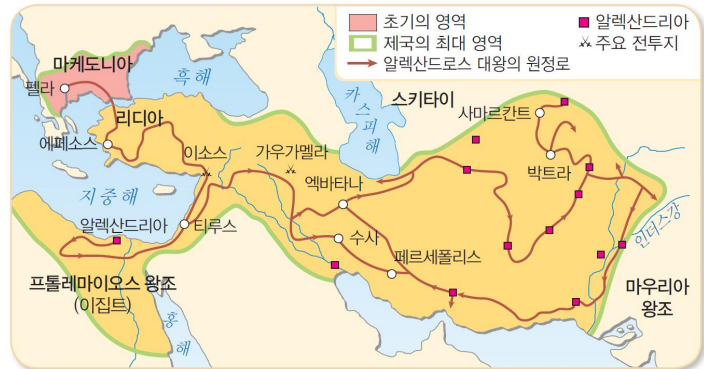 초기의 영역
알렉산드리아
제국의 최대 영역
주요 전투지
알렉산드로스 대왕의 원정로
마케도니아
펠라
흑해
리디아
에페소스
이소스
가우가멜라
카스피해
스키타이
사마르칸트
박트라
엑바타나
지중해
알렉산드리아
티루스
수사
페르세폴리스
인더스강
프톨레마이오스 왕조
(이집트)
홍해
마우리아
왕조